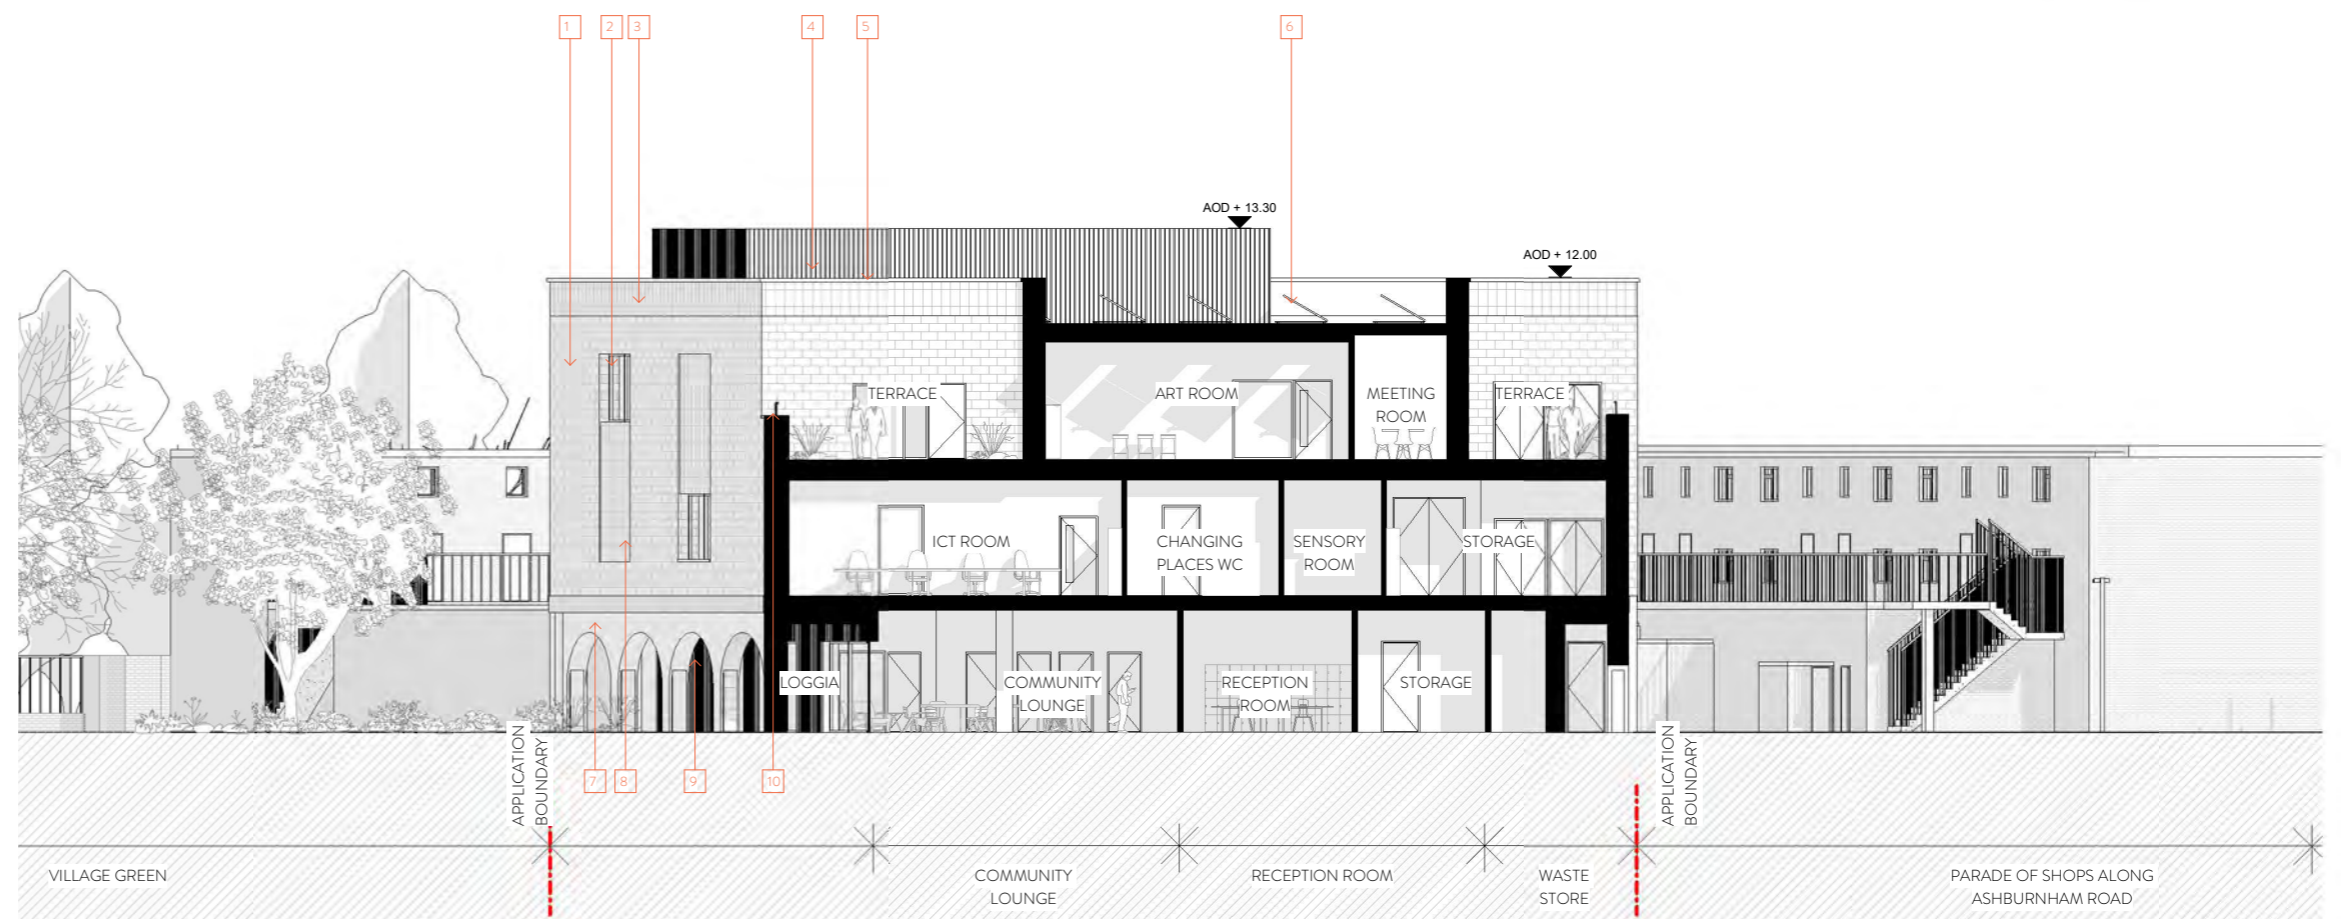 1
2
3
4
5
6
AOD + 13.30
AOD + 12.00
TERRACE
ART ROOM
MEETING
ROOM
TERRACE
ICT ROOM
CHANGING
PLACES WC
SENSORY
ROOM
STORAGE
LOGGIA
COMMUNITY
LOUNGE
RECEPTION
ROOM
STORAGE
7
8
9
10
APPLICATION
BOUNDARY
APPLICATION
BOUNDARY
VILLAGE GREEN
COMMUNITY
LOUNGE
RECEPTION ROOM
WASTE
STORE
PARADE OF SHOPS ALONG
ASHBURNHAM ROAD